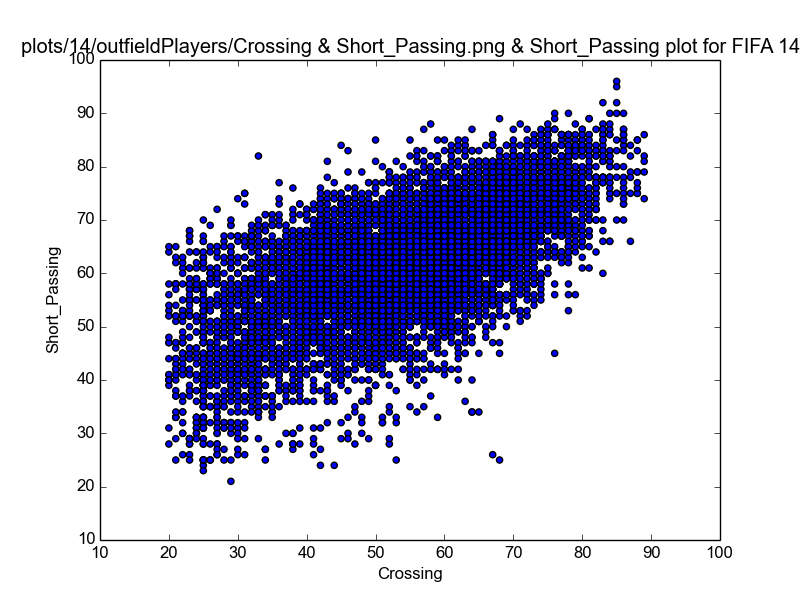 plots/14/outfieldPlayers/Crossing & Short_Passing.png & Short_Passing plot for FIFA 14
100
90
80
70
60
50
40
30
20
10
Short_Passing
10 20 30 40 50 60 70 80 90 100
Crossing